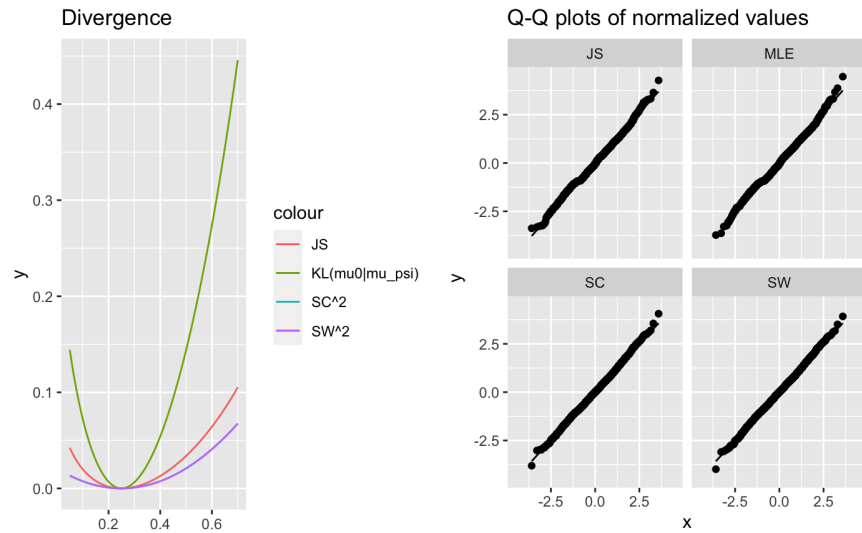 Divergence
y
0.4
0.3
0.2
0.1
0.0
0.2 0.4 0.6
colour
JS
KL(mu0|mu_psi)
SC^2
SW^2
Q-Q plots of normalized values
JS MLE
2.5
0.0
-2.5
y
SC SW
2.5
0.0
-2.5
-2.5 0.0 2.5 -2.5 0.0 2.5
x